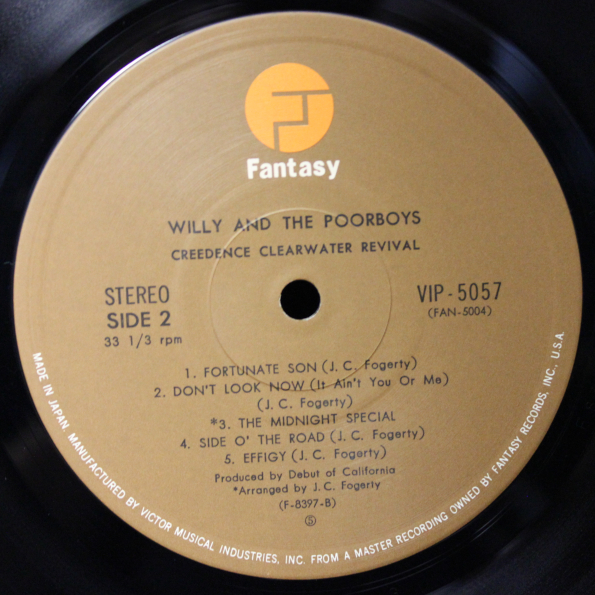 Fantasy
WILLY AND THE POORBOYS
CREEDENCE CLEARWATER REVIVAL
STEREO
SIDE 2
33 1/3 rpm
VIP-5057
(FAN-5004)
1. FORTUNATE SON (J. C. Fogerty)
2. DON'T LOOK NOW (It Ain't You Or Me)
(J. C. Fogerty)
*3. THE MIDNIGHT SPECIAL
4. SIDE O' THE ROAD (J. C. Fogerty)
5. EFFIGY (J. C. Fogerty)
Produced by Debut of California
*Arranged by J. C. Fogerty
(F-8397-B)
Ⓢ
MADE IN JAPAN. MANUFACTURED BY VICTOR MUSICAL INDUSTRIES, INC. FROM A MASTER RECORDING OWNED BY FANTASY RECORDS, INC., U.S.A.